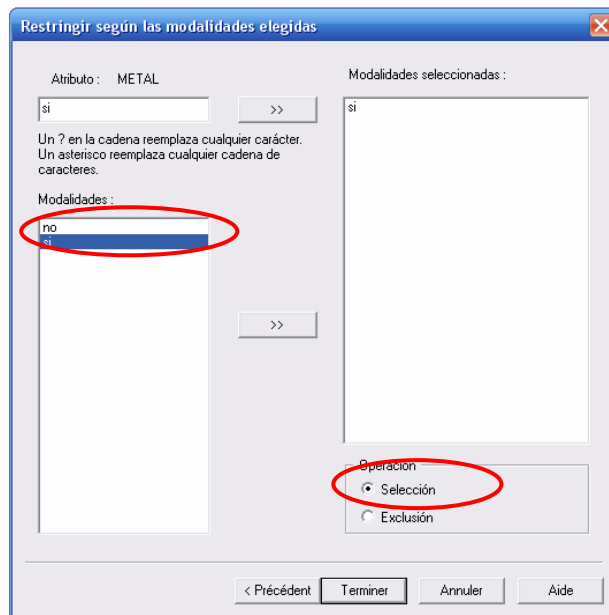 Restringir según las modalidades elegidas
Atributo : METAL
si
>>
Un ? en la cadena reemplaza cualquier carácter.
Un asterisco reemplaza cualquier cadena de
caracteres.
Modalidades :
no
si
>>
Modalidades seleccionadas :
si
Operación
Selección
Exclusión
< Précédent Terminer Annuler Aide